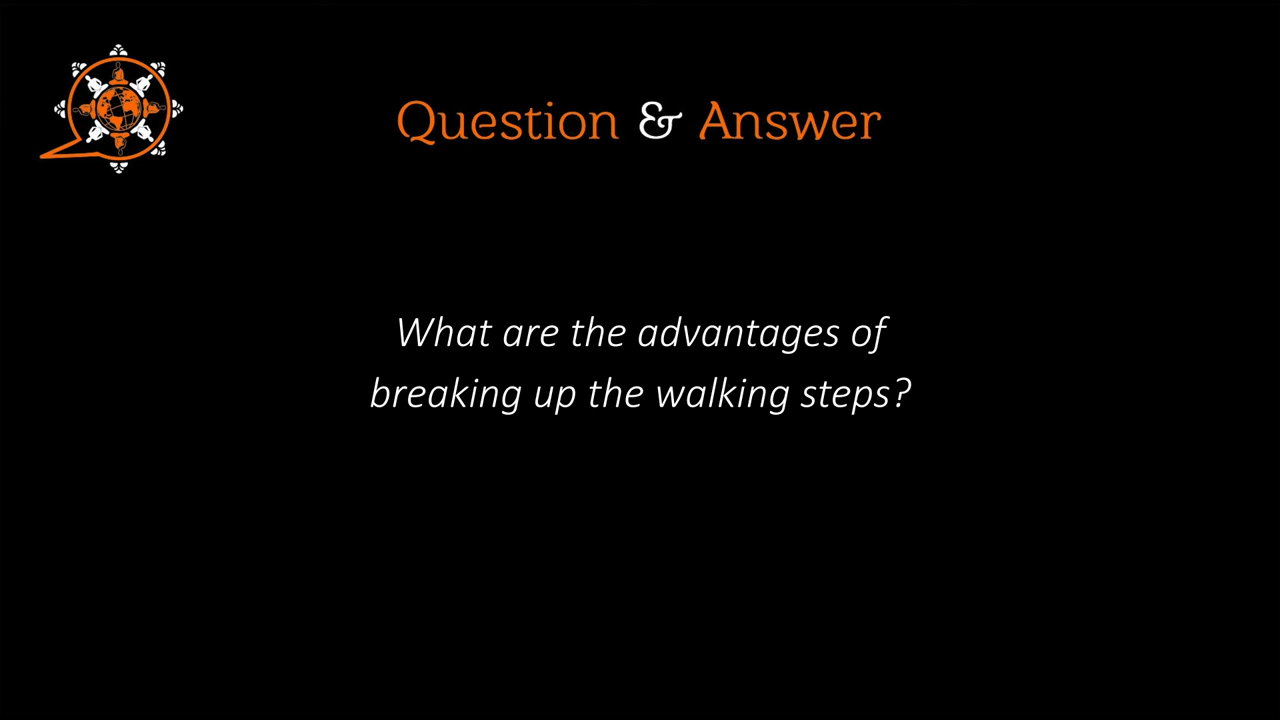 Question & Answer
What are the advantages of
breaking up the walking steps?